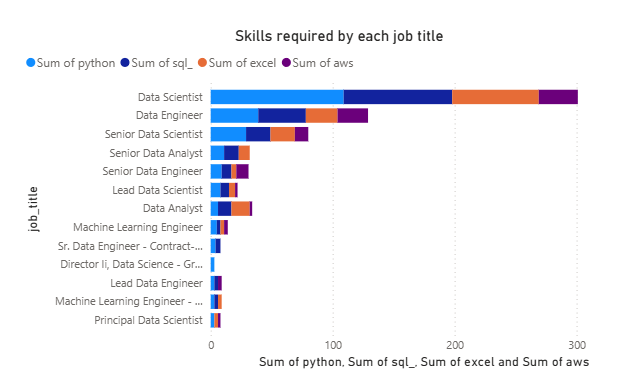 Skills required by each job title
Sum of python Sum of sql_ Sum of excel Sum of aws
job_title
Data Scientist
Data Engineer
Senior Data Scientist
Senior Data Analyst
Senior Data Engineer
Lead Data Scientist
Data Analyst
Machine Learning Engineer
Sr. Data Engineer - Contract-...
Director Ii, Data Science - Gr...
Lead Data Engineer
Machine Learning Engineer - ...
Principal Data Scientist
0 100 200 300
Sum of python, Sum of sql_, Sum of excel and Sum of aws